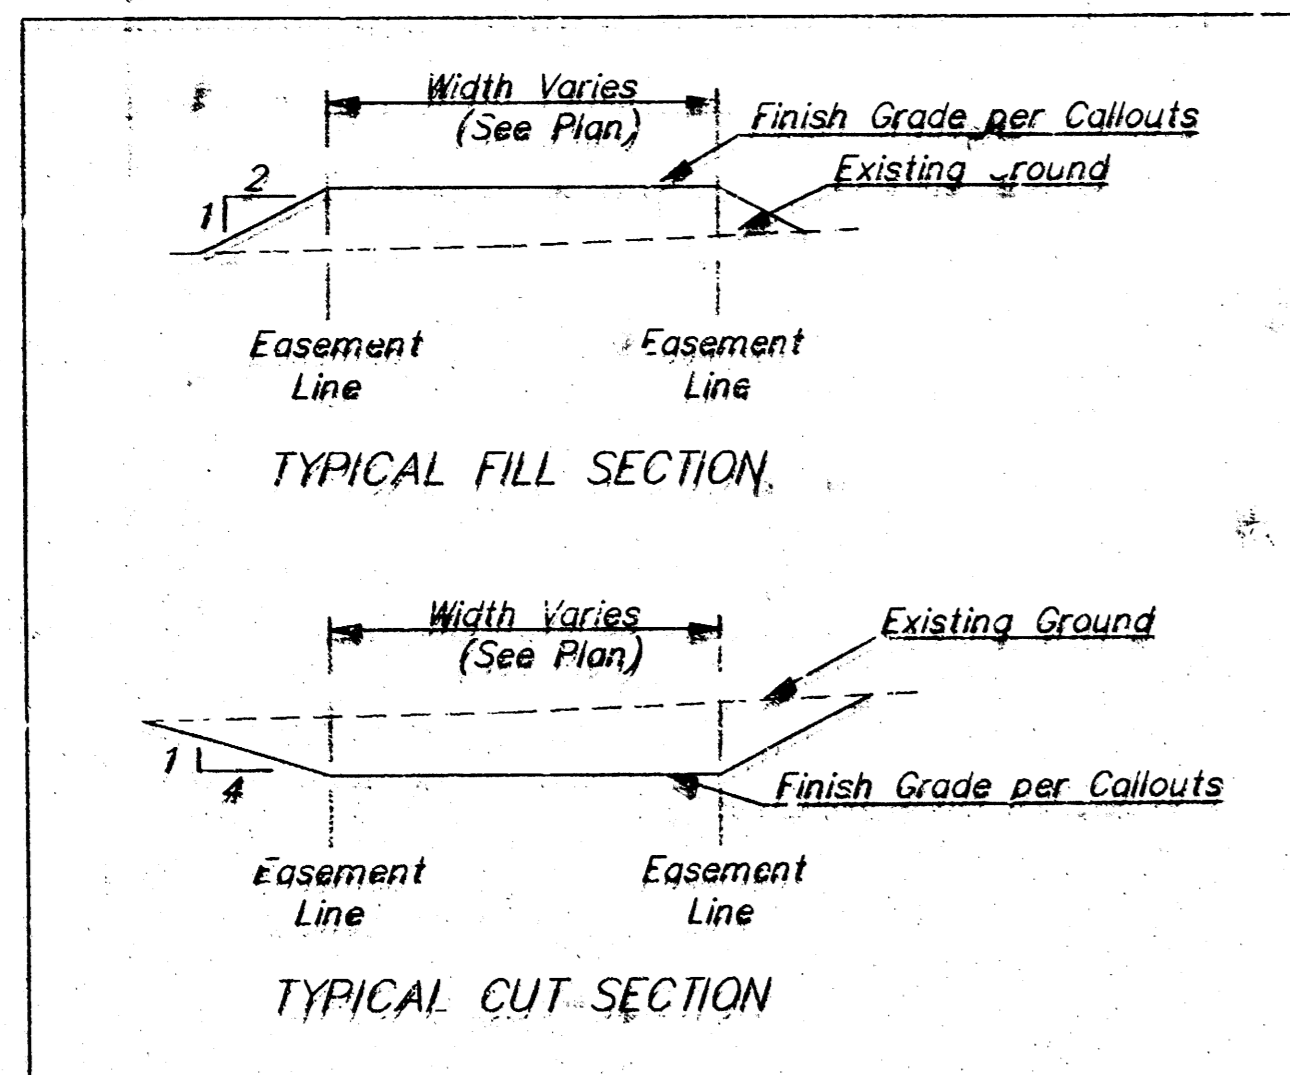 Width Varies
(See Plan)
Finish Grade per Callouts
Existing Ground
2
1
Easement
Line
Easement
Line
TYPICAL FILL SECTION
Width Varies
(See Plan)
Existing Ground
1
4
Finish Grade per Callouts
Easement
Line
Easement
Line
TYPICAL CUT SECTION